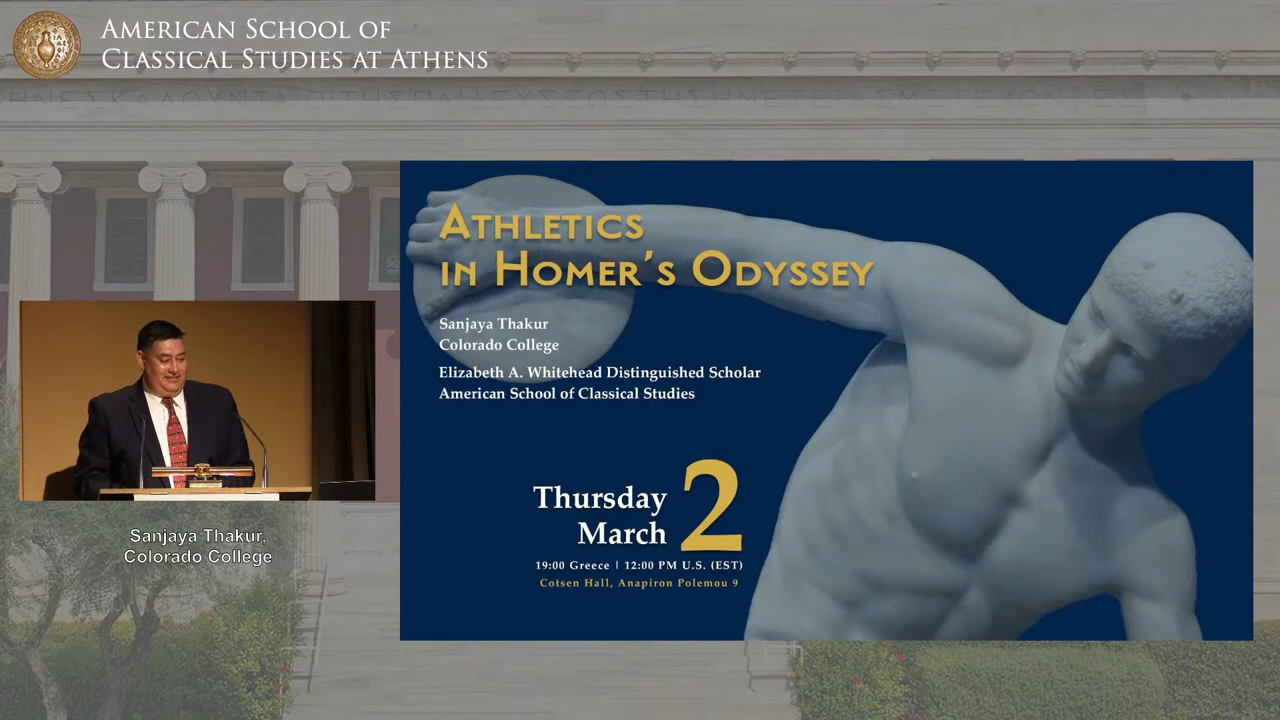 AMERICAN SCHOOL OF
CLASSICAL STUDIES AT ATHENS
ATHLETICS
IN HOMER´S ODYSSEY
Sanjaya Thakur
Colorado College
Elizabeth A. Whitehead Distinguished Scholar
American School of Classical Studies
Thursday
March 2
19:00 Greece | 12:00 PM U.S. (EST)
Cotsen Hall, Anapiron Polemou 9
Sanjaya Thakur,
Colorado College